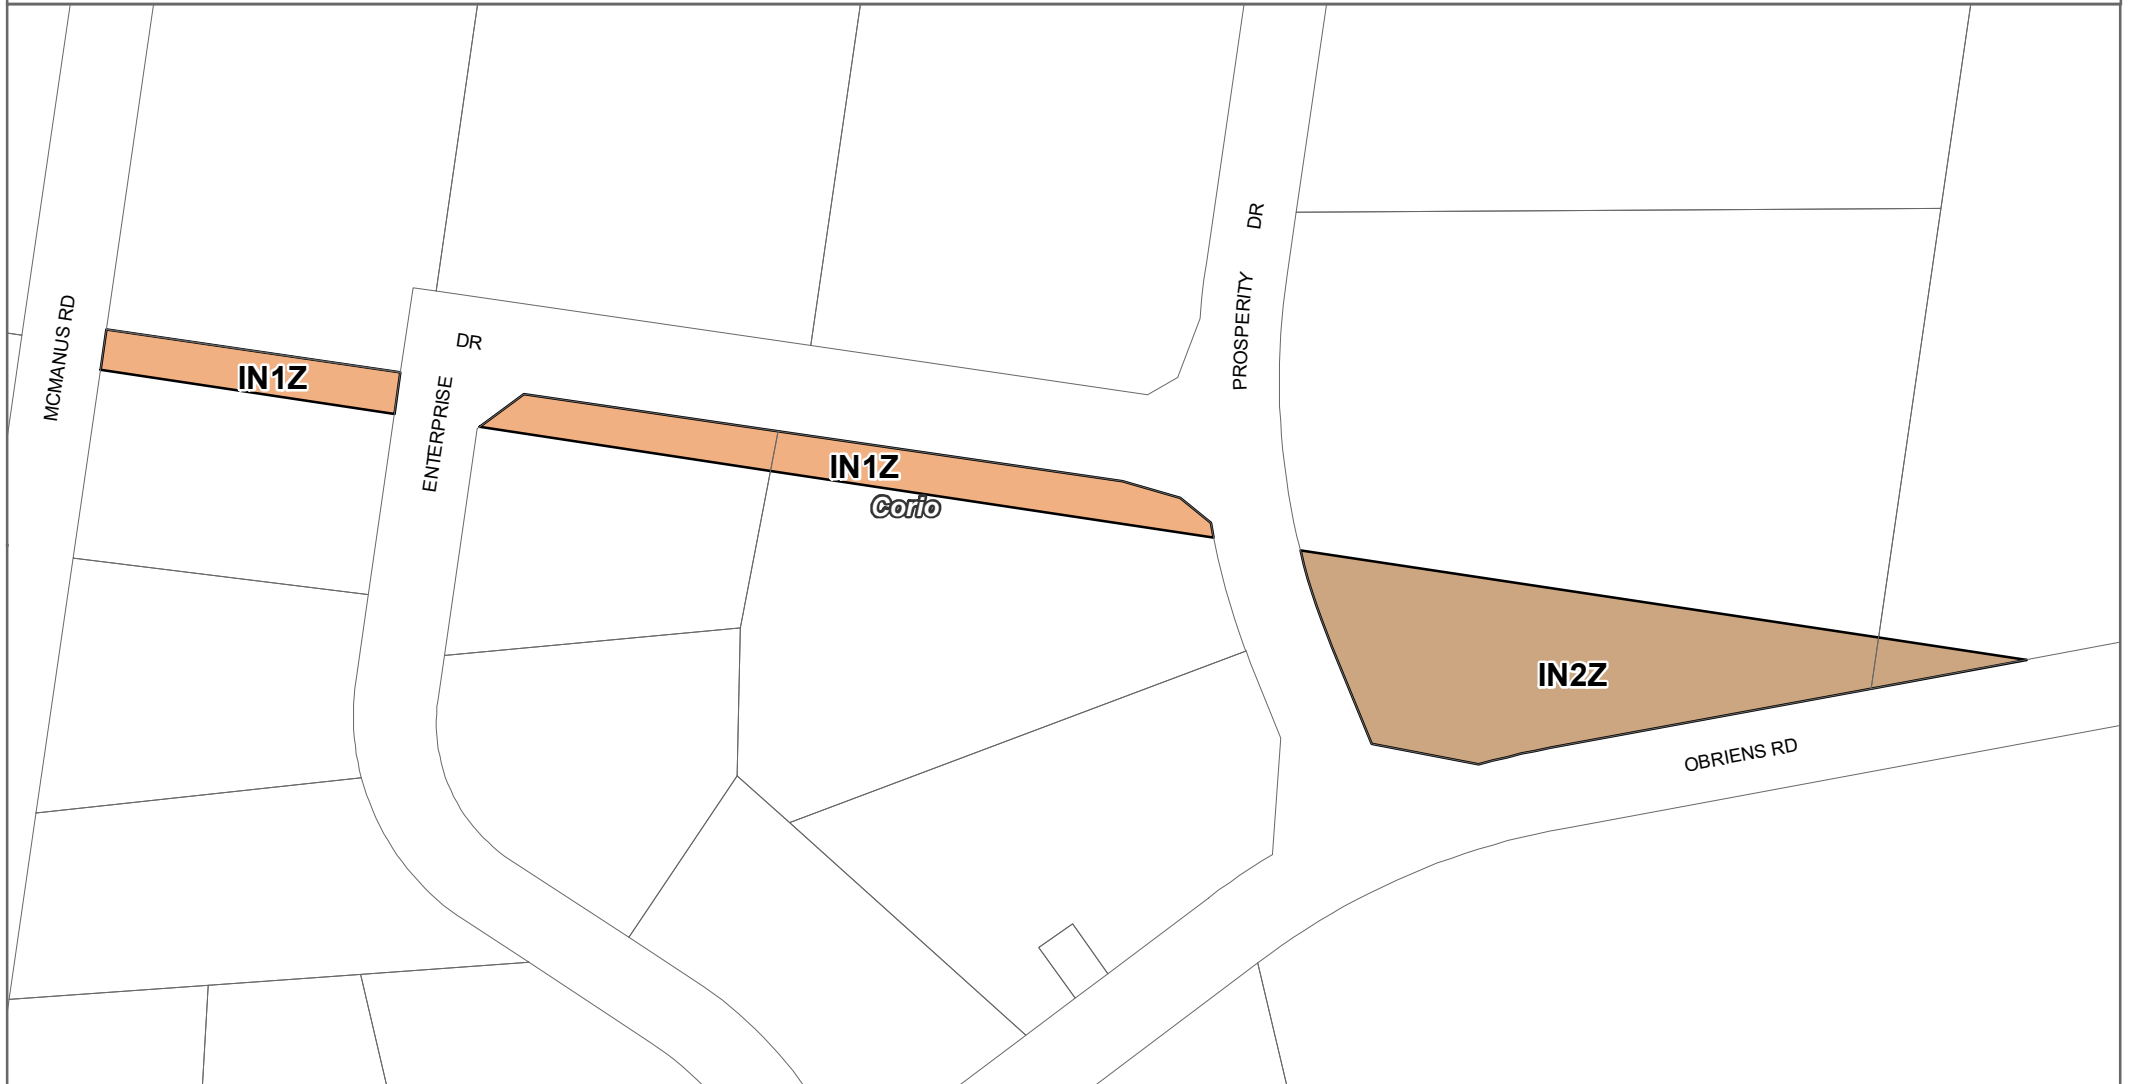 MCMANUS RD
IN1Z
ENTERPRISE DR
IN1Z
Corio
PROSPERITY DR
IN2Z
OBRIENS RD